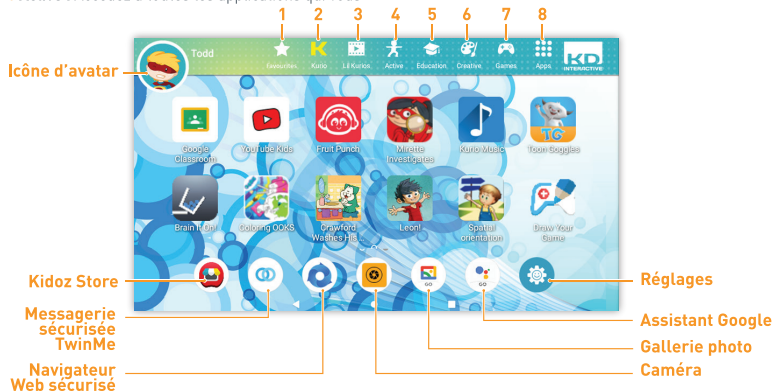 1 2 3 4 5 6 7 8
Todd
Favourites Kurio Lil Kurios Active Education Creative Games Apps
KD
INTERACTIVE
Icône d'avatar
Google
Classroom
YouTube Kids
Fruit Punch
Mirette
Investigates
Kurio Music
TG
Toon Goggles
Brain It On!
Coloring OOKS
Crawford
Washes His...
Leon!
Spatial
orientation
Draw Your
Game
GO
GO
Kidoz Store
Messagerie
sécurisée
TwinMe
Navigateur
Web sécurisé
Réglages
Assistant Google
Gallerie photo
Caméra